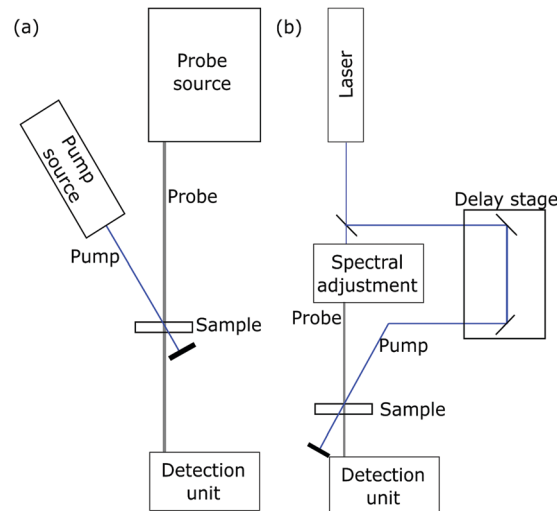 (a)
Probe
source
Pump
source
Probe
Pump
Sample
Detection
unit
(b)
Laser
Delay stage
Spectral
adjustment
Probe
Pump
Sample
Detection
unit